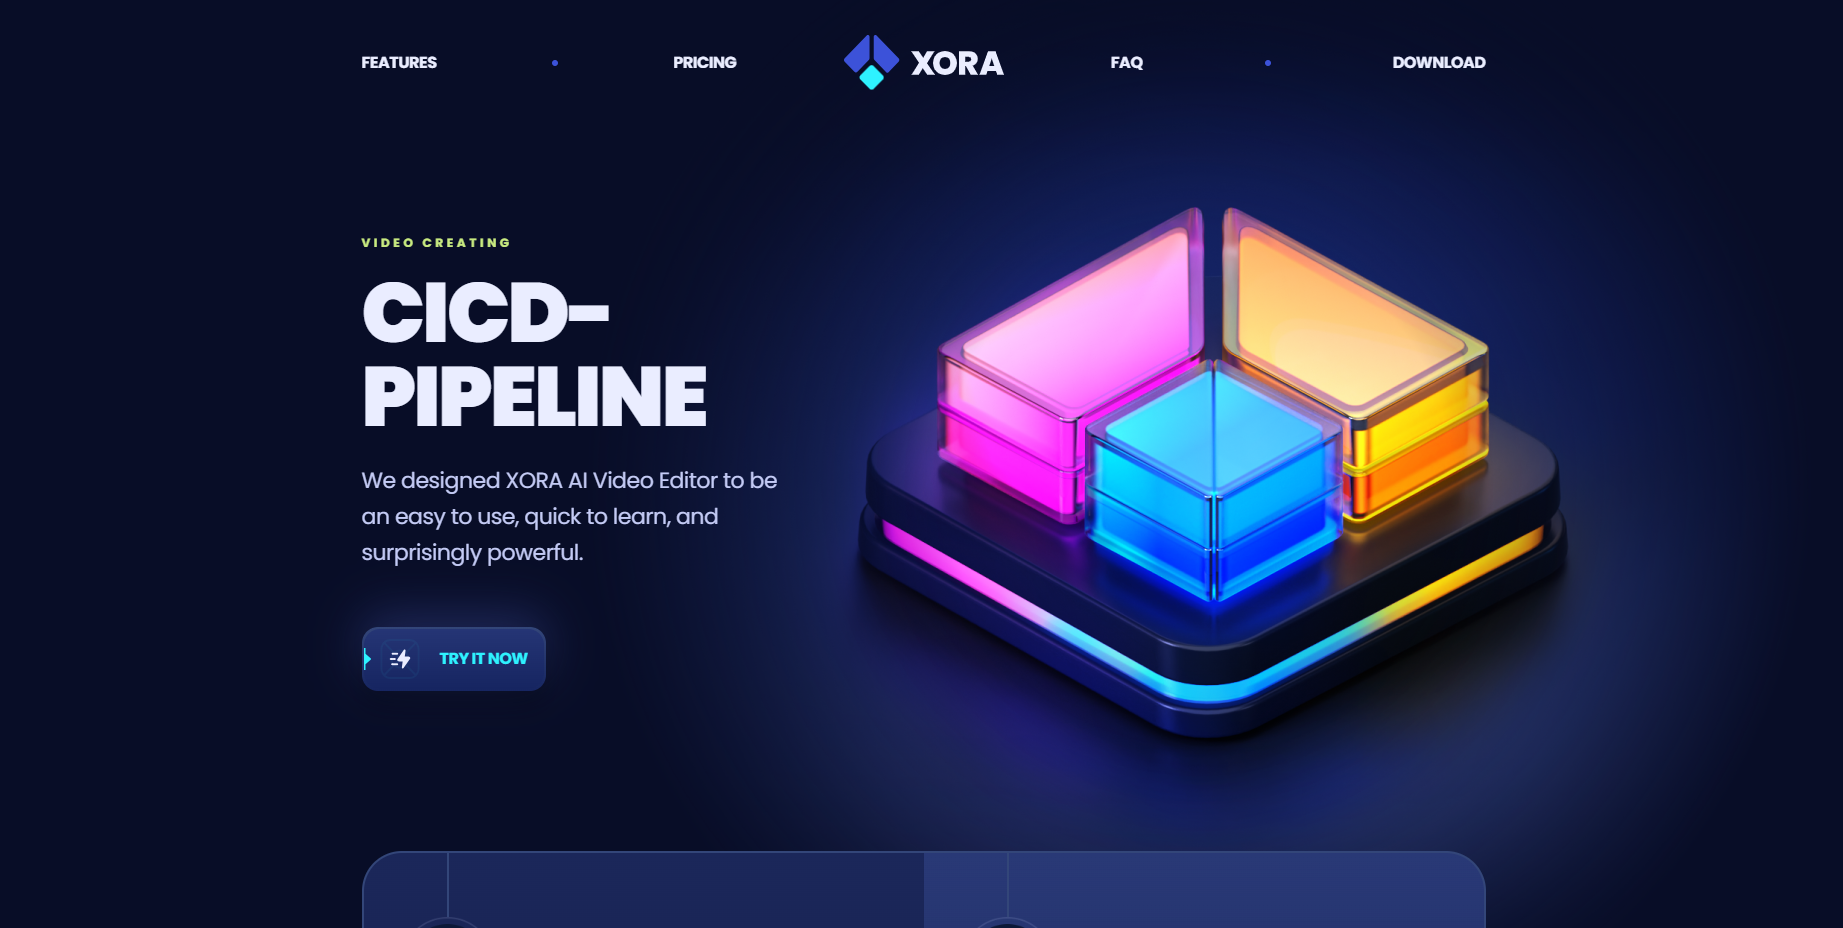 FEATURES
PRICING
XORA
FAQ
DOWNLOAD
VIDEO CREATING
CICD-
PIPELINE
We designed XORA AI Video Editor to be
an easy to use, quick to learn, and
surprisingly powerful.
TRY IT NOW